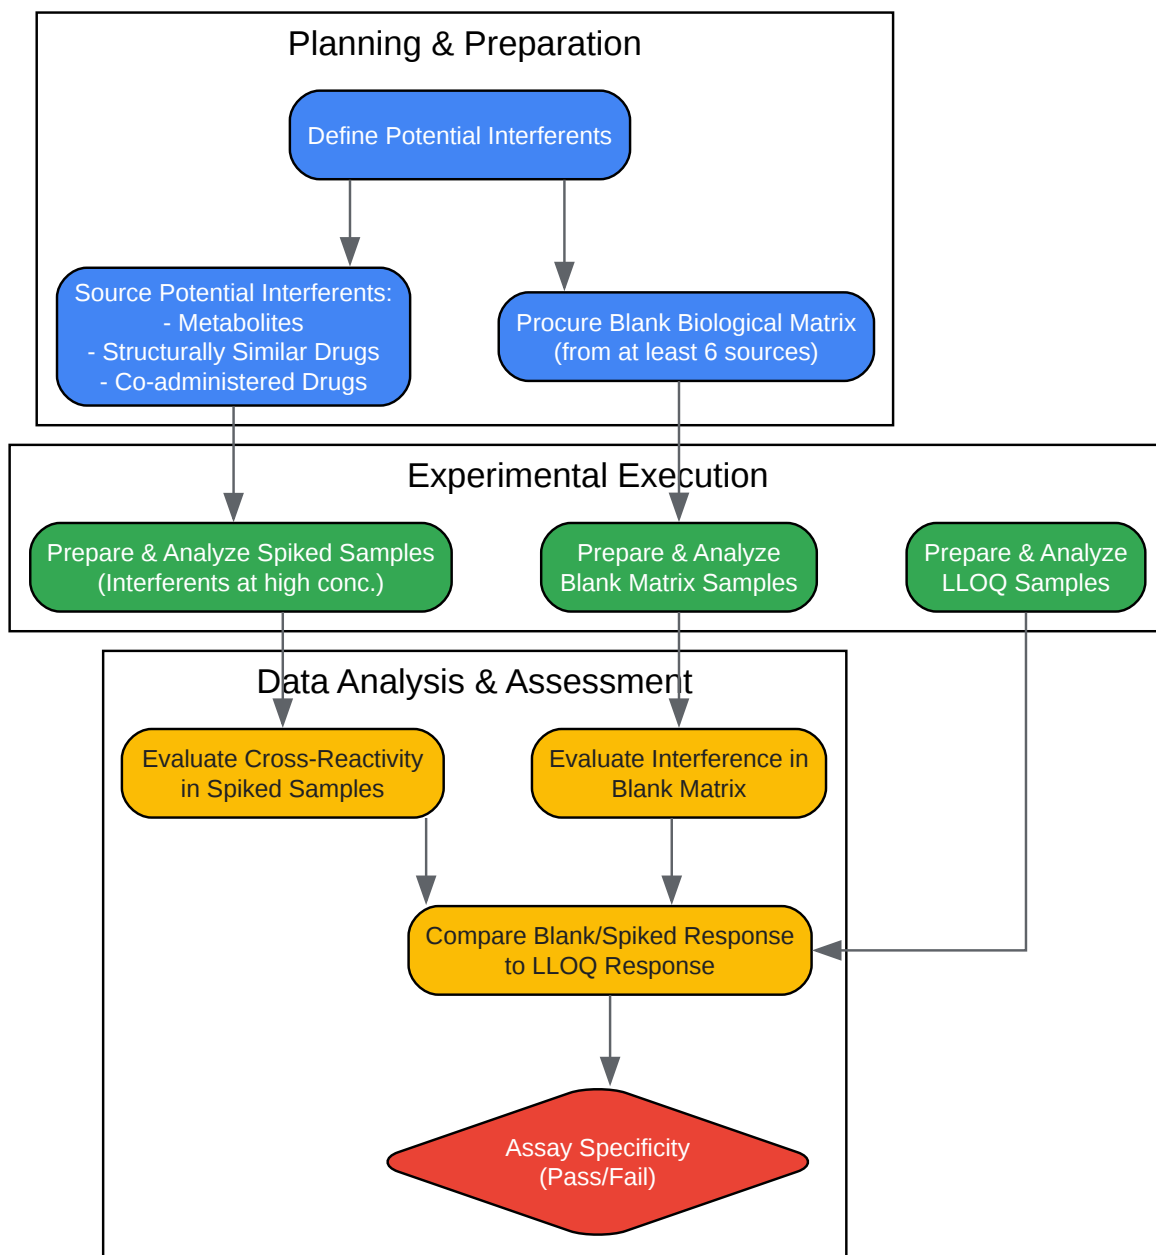 Planning & Preparation
Define Potential Interferents
Source Potential Interferents:
- Metabolites
- Structurally Similar Drugs
- Co-administered Drugs
Procure Blank Biological Matrix
(from at least 6 sources)
Experimental Execution
Prepare & Analyze Spiked Samples
(Interferents at high conc.)
Prepare & Analyze
Blank Matrix Samples
Prepare & Analyze
LLOQ Samples
Data Analysis & Assessment
Evaluate Cross-Reactivity
in Spiked Samples
Evaluate Interference in
Blank Matrix
Compare Blank/Spiked Response
to LLOQ Response
Assay Specificity
(Pass/Fail)